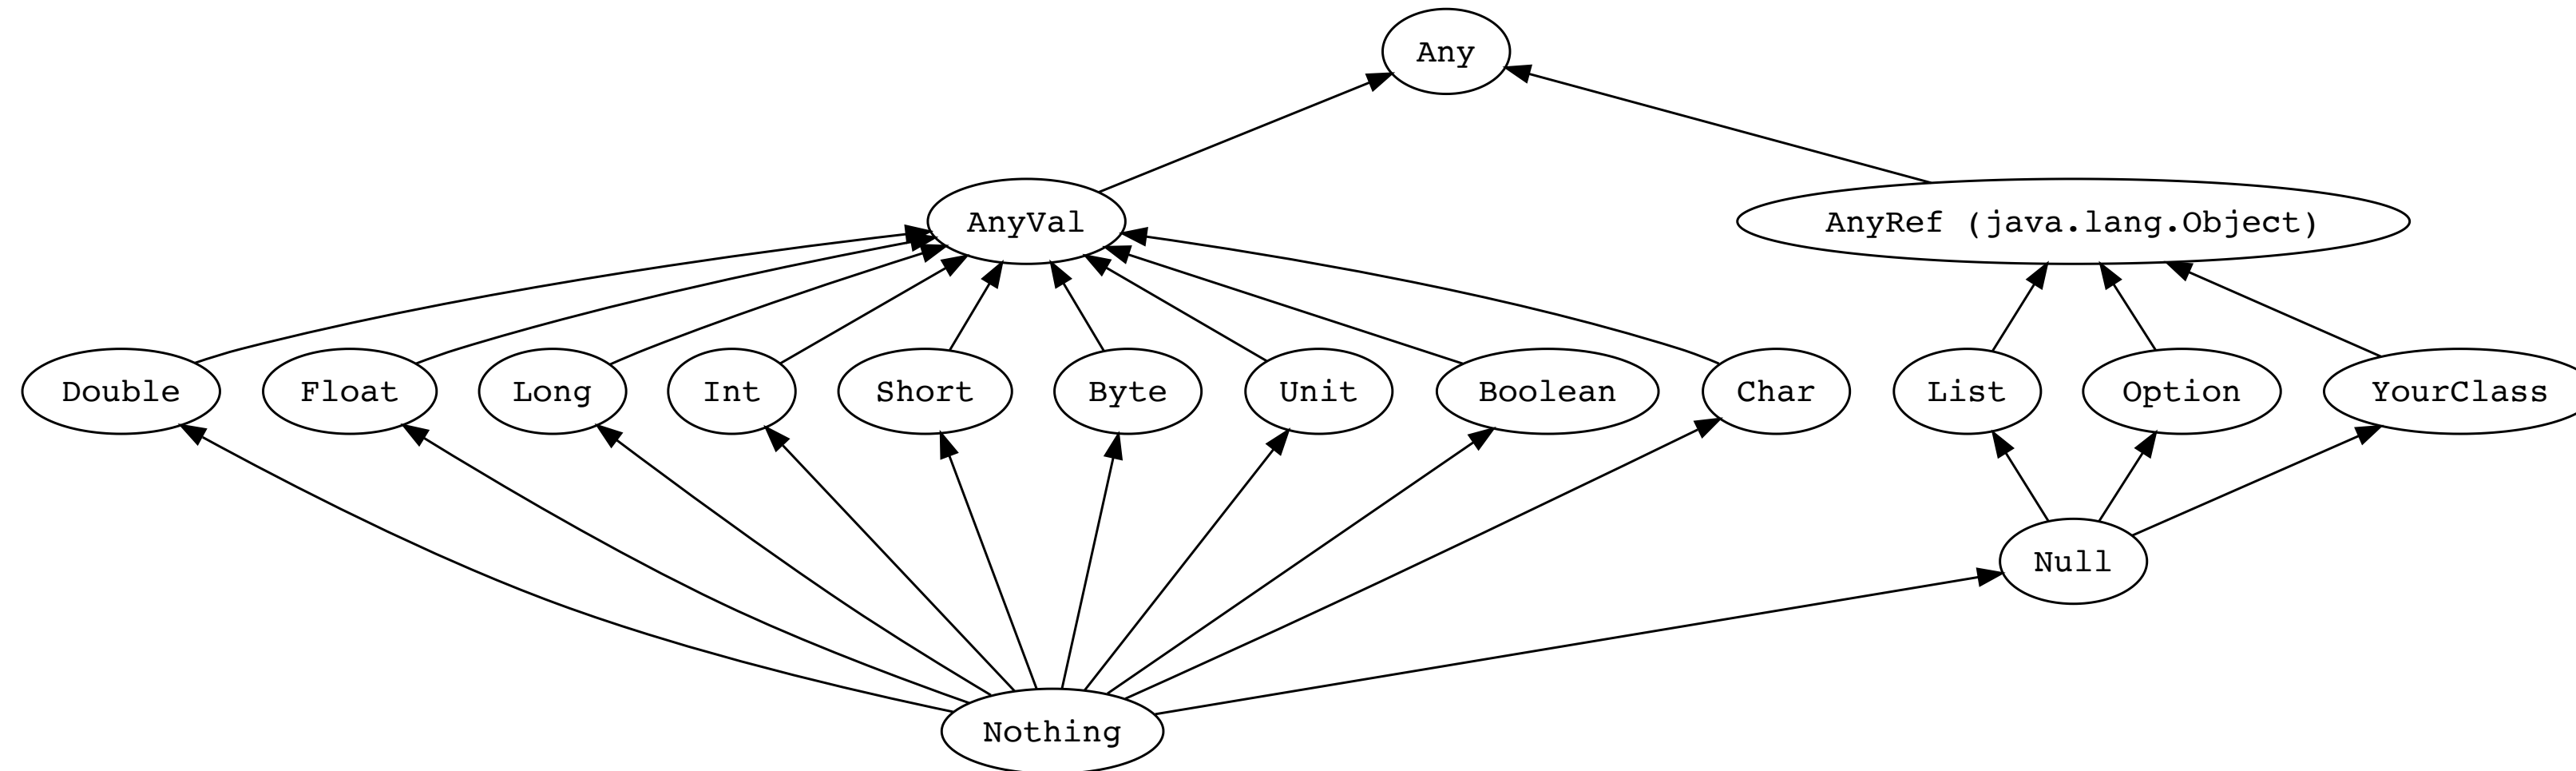 Any
AnyVal
AnyRef (java.lang.Object)
Double
Float
Long
Int
Short
Byte
Unit
Boolean
Char
List
Option
YourClass
Null
Nothing